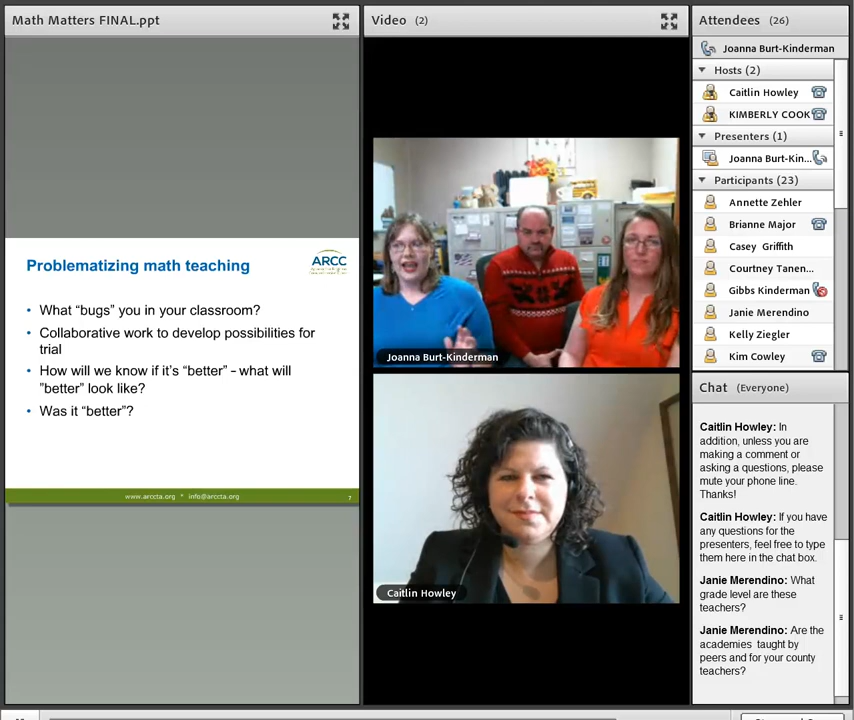 Math Matters FINAL.ppt
Problematizing math teaching
ARCC
• What “bugs” you in your classroom?
• Collaborative work to develop possibilities for
trial
• How will we know if it’s “better” – what will
”better” look like?
• Was it “better”?
www.arccta.org * info@arccta.org
7
Video (2)
Joanna Burt-Kinderman
Caitlin Howley
Attendees (26)
Joanna Burt-Kinderman
Hosts (2)
Caitlin Howley
KIMBERLY COOK
Presenters (1)
Joanna Burt-Kin...
Participants (23)
Annette Zehler
Brianne Major
Casey Griffith
Courtney Tanen...
Gibbs Kinderman
Janie Merendino
Kelly Ziegler
Kim Cowley
Chat (Everyone)
Caitlin Howley: In
addition, unless you are
making a comment or
asking a questions, please
mute your phone line.
Thanks!
Caitlin Howley: If you have
any questions for the
presenters, feel free to type
them here in the chat box.
Janie Merendino: What
grade level are these
teachers?
Janie Merendino: Are the
academies taught by
peers and for your county
teachers?